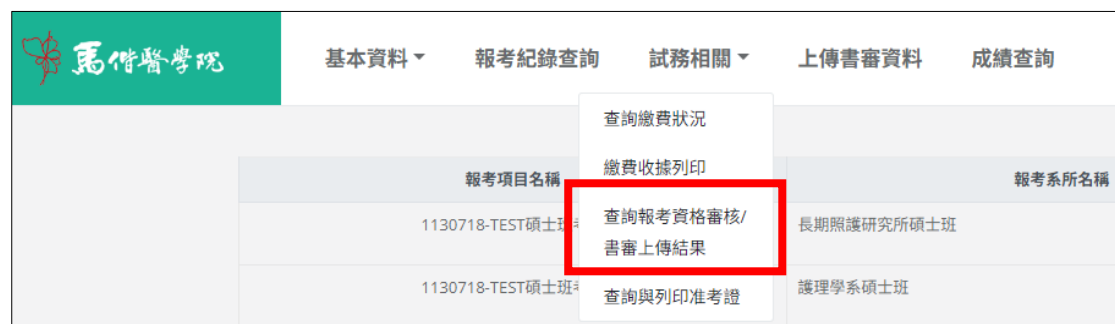 馬偕醫學院
基本資料 報考紀錄查詢 試務相關 上傳書審資料 成績查詢
查詢繳費狀況
繳費收據列印
查詢報考資格審核/
書審上傳結果
查詢與列印准考證
報考項目名稱 報考系所名稱
1130718-TEST碩士班 長期照護研究所碩士班
1130718-TEST碩士班 護理學系碩士班